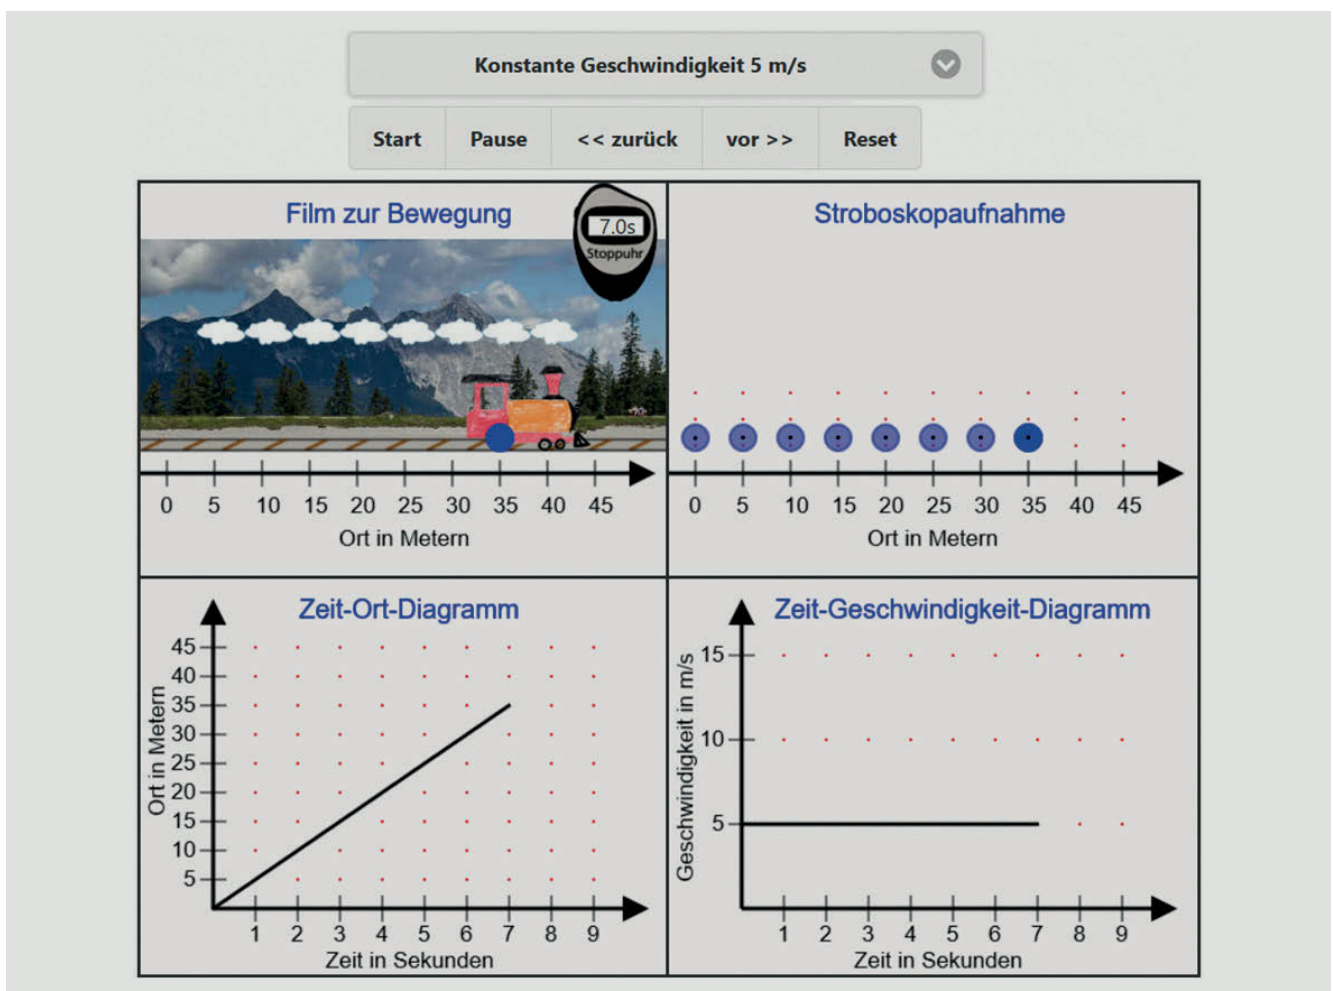 Konstante Geschwindigkeit 5 m/s
Start Pause << zurück vor >> Reset
Film zur Bewegung
7.0s
Stoppuhr
0 5 10 15 20 25 30 35 40 45
Ort in Metern
Stroboskopaufnahme
0 5 10 15 20 25 30 35 40 45
Ort in Metern
Zeit-Ort-Diagramm
Ort in Metern
45
40
35
30
25
20
15
10
5
1 2 3 4 5 6 7 8 9
Zeit in Sekunden
Zeit-Geschwindigkeit-Diagramm
Geschwindigkeit in m/s
15
10
5
1 2 3 4 5 6 7 8 9
Zeit in Sekunden